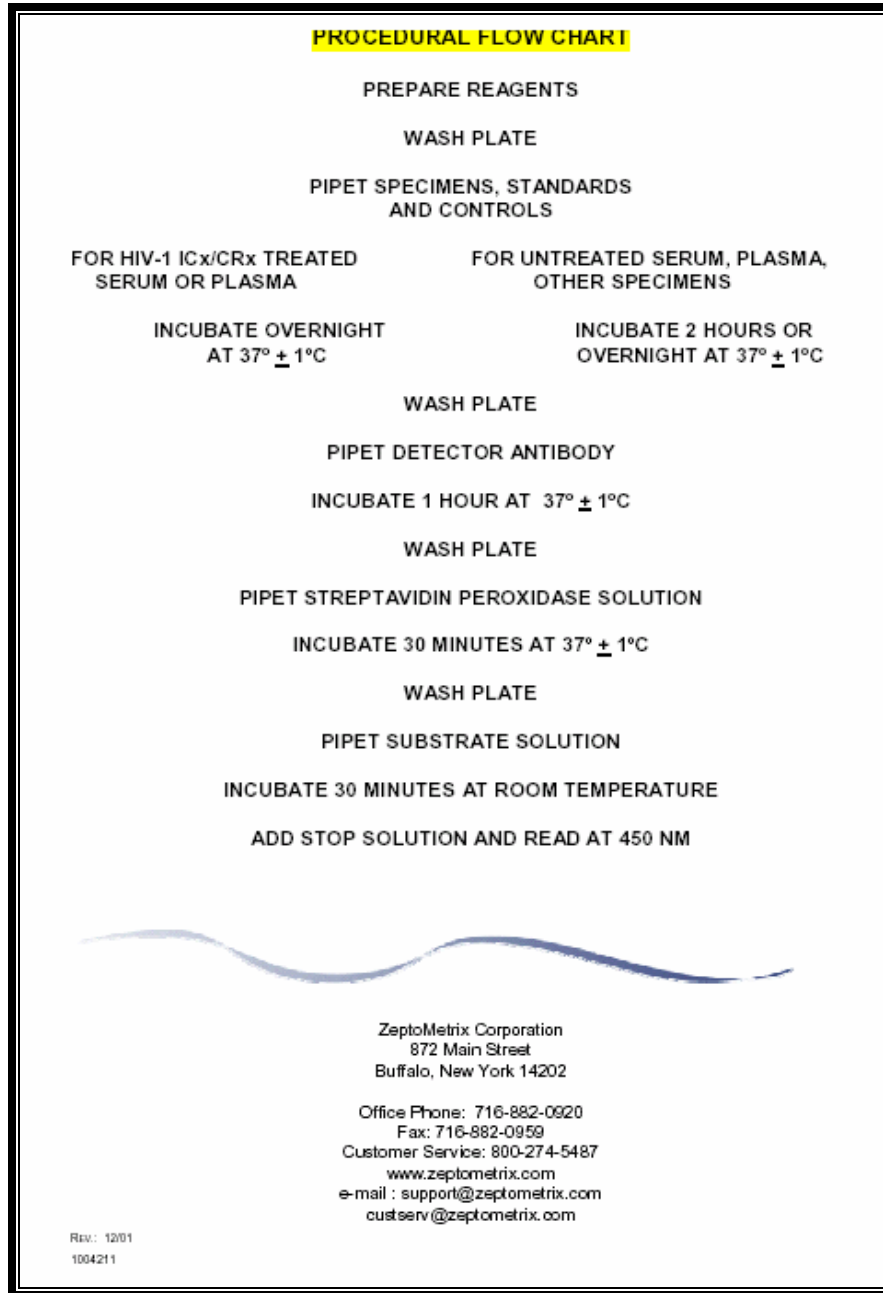 PROCEDURAL FLOW CHART
PREPARE REAGENTS
WASH PLATE
PIPET SPECIMENS, STANDARDS
AND CONTROLS
FOR HIV-1 ICx/CRx TREATED
SERUM OR PLASMA
FOR UNTREATED SERUM, PLASMA,
OTHER SPECIMENS
INCUBATE OVERNIGHT
AT 37º ± 1ºC
INCUBATE 2 HOURS OR
OVERNIGHT AT 37º ± 1ºC
WASH PLATE
PIPET DETECTOR ANTIBODY
INCUBATE 1 HOUR AT 37º ± 1ºC
WASH PLATE
PIPET STREPTAVIDIN PEROXIDASE SOLUTION
INCUBATE 30 MINUTES AT 37º ± 1ºC
WASH PLATE
PIPET SUBSTRATE SOLUTION
INCUBATE 30 MINUTES AT ROOM TEMPERATURE
ADD STOP SOLUTION AND READ AT 450 NM
ZeptoMetrix Corporation
872 Main Street
Buffalo, New York 14202
Office Phone: 716-882-0920
Fax: 716-882-0959
Customer Service: 800-274-5487
www.zeptometrix.com
e-mail : support@zeptometrix.com
custserv@zeptometrix.com
REV.: 12/01
1004211